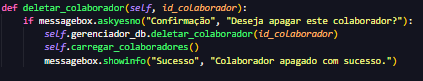 def deletar_colaborador(self, id_colaborador):
    if messagebox.askyesno("Confirmação", "Deseja apagar este colaborador?"):
        self.gerenciador_db.deletar_colaborador(id_colaborador)
        self.carregar_colaboradores()
        messagebox.showinfo("Sucesso", "Colaborador apagado com sucesso.")